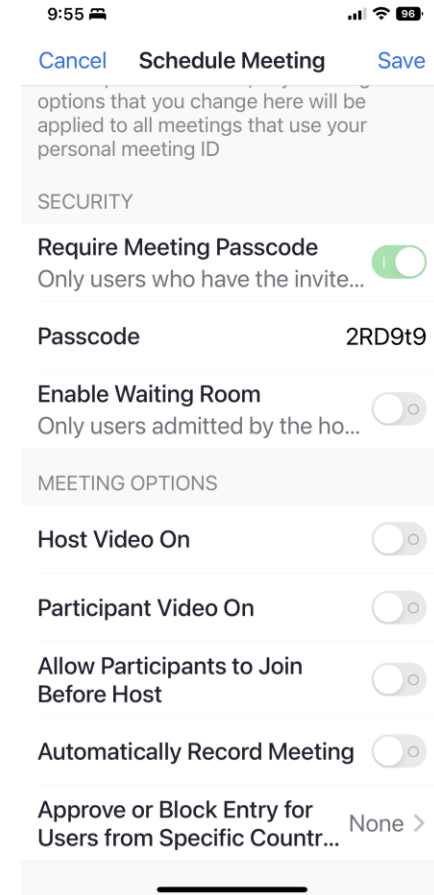 9:55
96
Cancel Schedule Meeting Save
options that you change here will be
applied to all meetings that use your
personal meeting ID
SECURITY
Require Meeting Passcode
Only users who have the invite...
Passcode 2RD9t9
Enable Waiting Room
Only users admitted by the ho...
MEETING OPTIONS
Host Video On
Participant Video On
Allow Participants to Join
Before Host
Automatically Record Meeting
Approve or Block Entry for
Users from Specific Countr...
None >